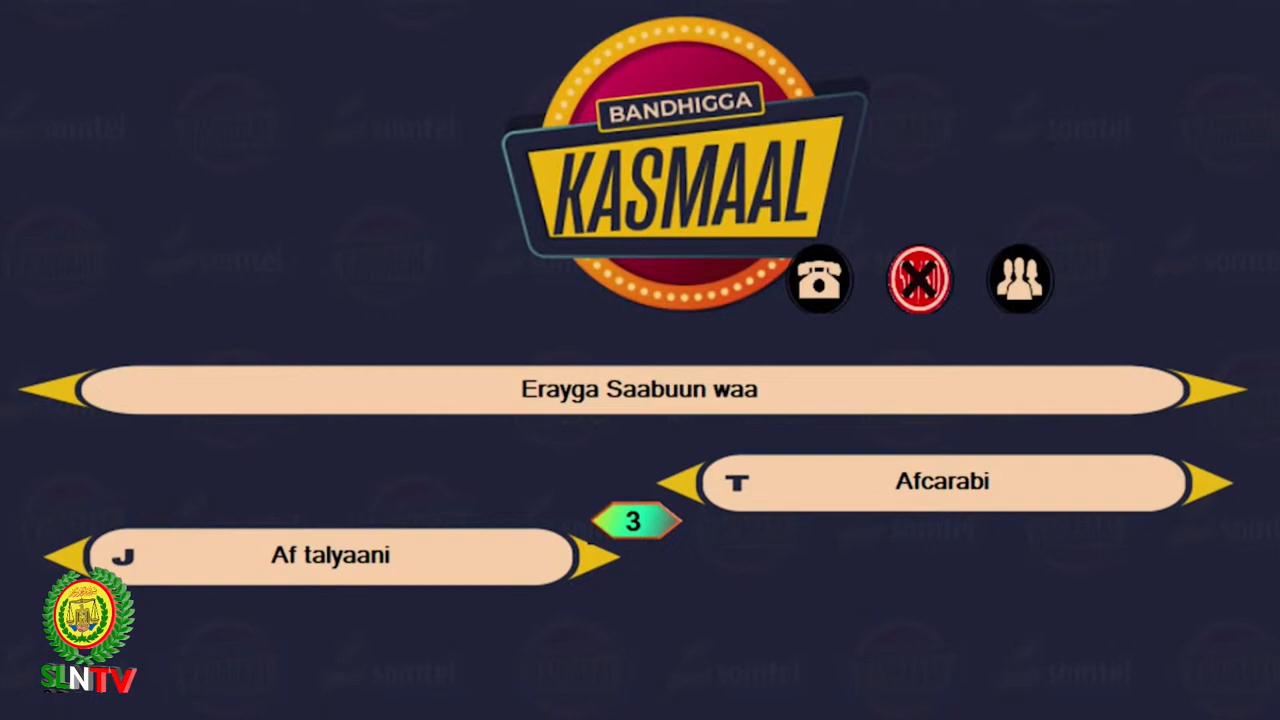 BANDHIGGA
KASMAAL
Erayga Saabuun waa
T Afcarabi
3
J Af talyaani
SLNTV